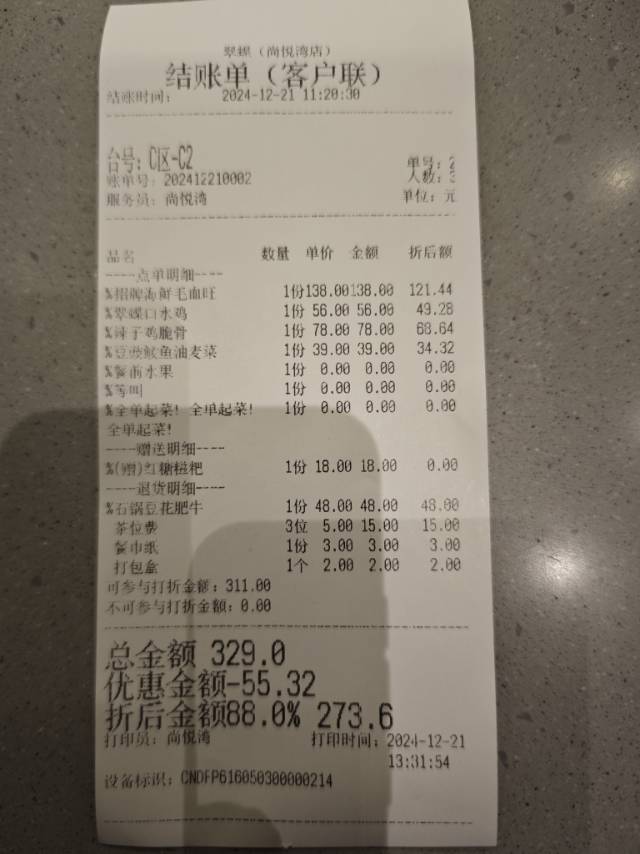 翠蝶（尚悦湾店）
结账单（客户联）
结账时间： 2024-12-21 11:20:30
台号：C区-C2 单号：2
账单号：202412210002 人数：3
服务员：尚悦湾 单位：元
品名 数量 单价 金额 折后额
----点单明细----
%招牌海鲜毛血旺 1份138.00138.00 121.44
%翠蝶口水鸡 1份 56.00 56.00 49.28
%辣子鸡脆骨 1份 78.00 78.00 68.64
%豆豉鲮鱼油麦菜 1份 39.00 39.00 34.32
%餐前水果 1份 0.00 0.00 0.00
%等叫 1份 0.00 0.00 0.00
%全单起菜！全单起菜！ 1份 0.00 0.00 0.00
全单起菜！
----赠送明细----
%(赠)红糖糍粑 1份 18.00 18.00 0.00
----退货明细----
%石锅豆花肥牛 1份 48.00 48.00 48.00
茶位费 3位 5.00 15.00 15.00
餐巾纸 1份 3.00 3.00 3.00
打包盒 1个 2.00 2.00 2.00
可参与打折金额：311.00
不可参与打折金额：0.00
总金额 329.0
优惠金额-55.32
折后金额88.0% 273.6
打印员：尚悦湾 打印时间：2024-12-21
13:31:54
设备标识：CNDFP616050300000214